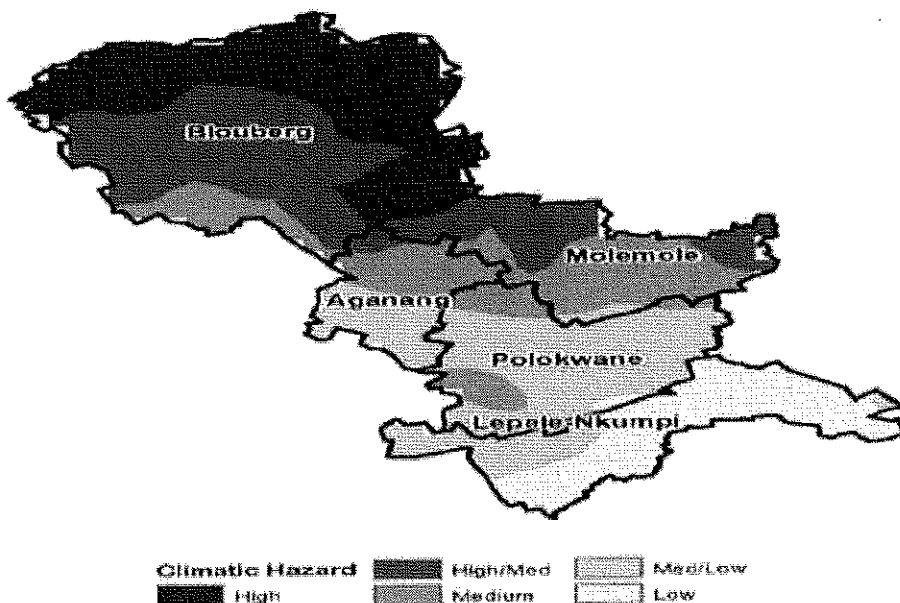 Blouberg
Molemole
Aganang
Polokwane
Lepele-Nkumpi
Climatic Hazard
High
High/Med
Medium
Med/Low
Low